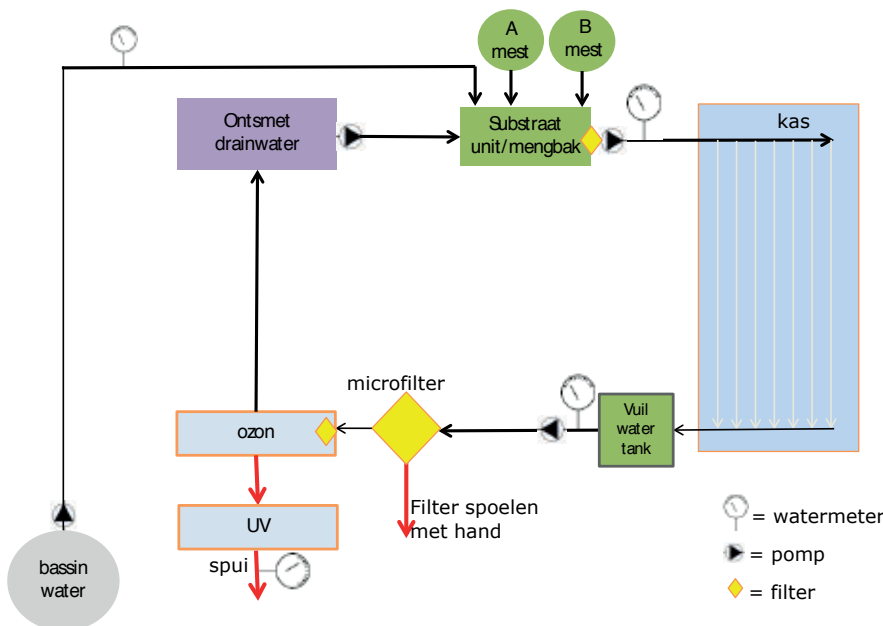 A
mest
B
mest
Ontsmet
drainwater
Substraat
unit/mengbak
kas
microfilter
ozon
Vuil
water
tank
UV
Filter spoelen
met hand
spui
bassin
water
= watermeter
= pomp
= filter